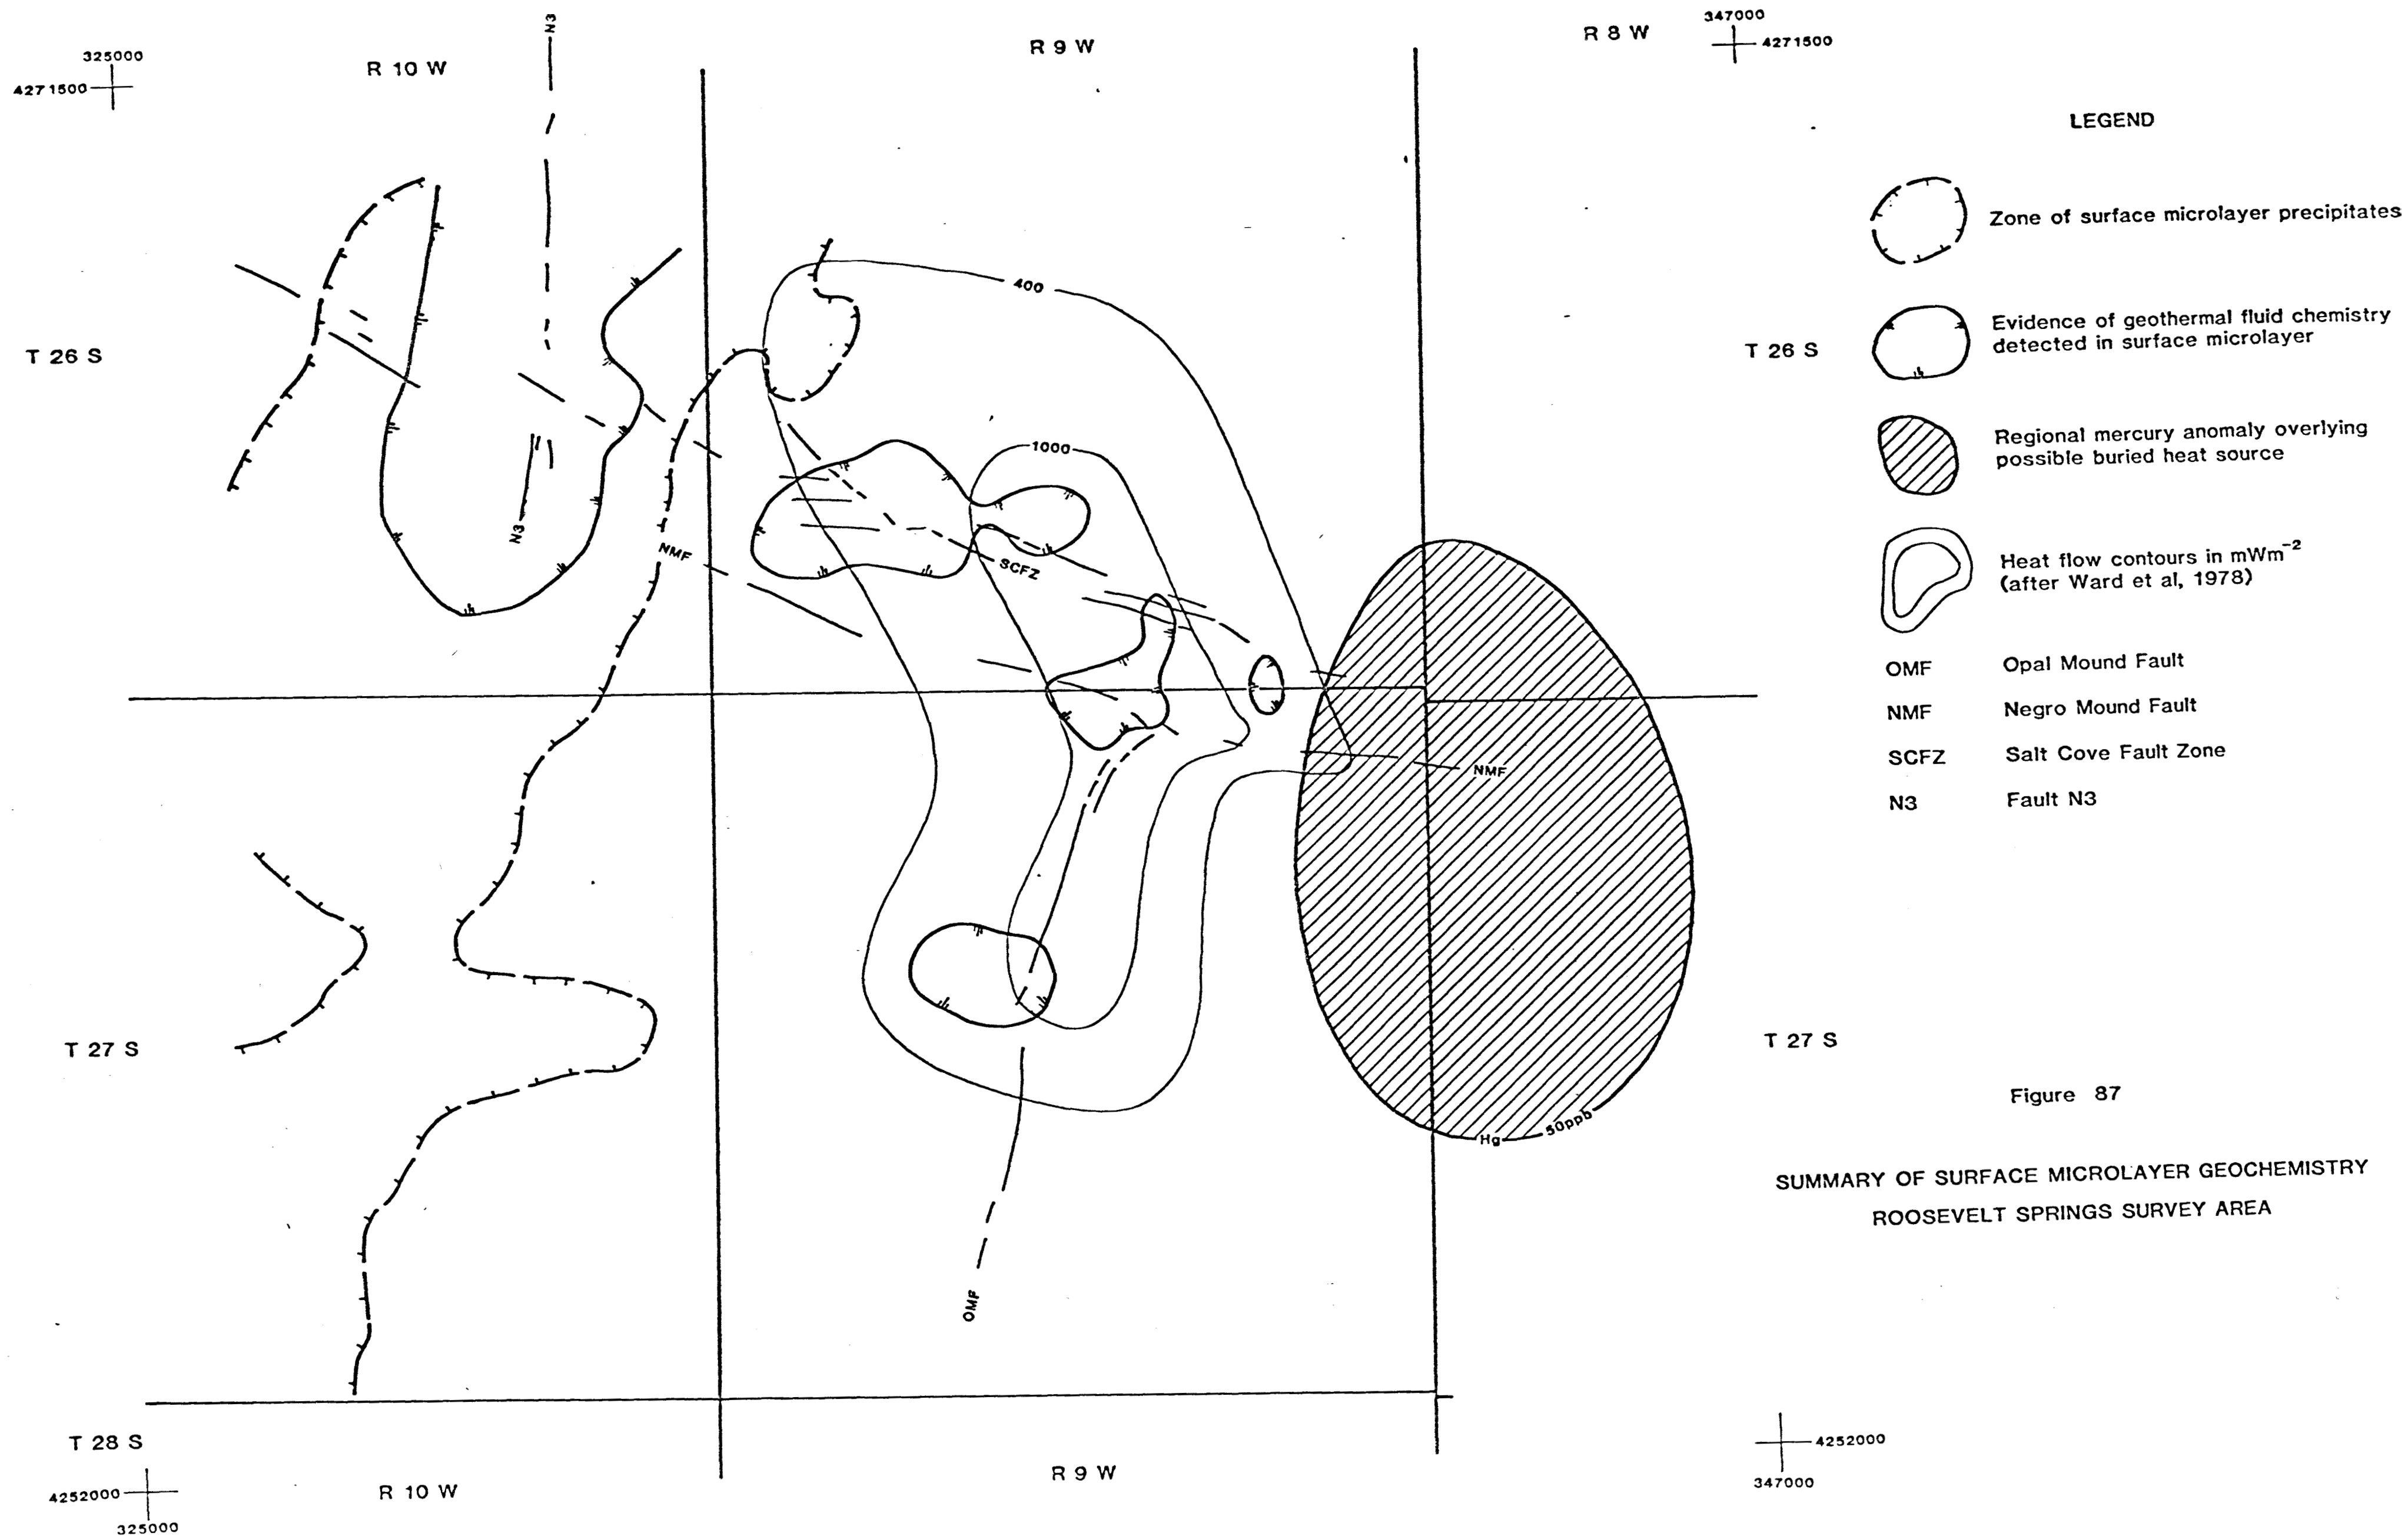 N3
R 10 W
R 9 W
R 8 W
325000
4271500
347000
4271500
LEGEND
Zone of surface microlayer precipitates
Evidence of geothermal fluid chemistry
detected in surface microlayer
Regional mercury anomaly overlying
possible buried heat source
Heat flow contours in mWm⁻²
(after Ward et al, 1978)
OMF Opal Mound Fault
NMF Negro Mound Fault
SCFZ Salt Cove Fault Zone
N3 Fault N3
T 26 S
T 26 S
400
1000
N3
NMF
SCFZ
NMF
T 27 S
T 27 S
Hg
50ppb
OMF
Figure 87
SUMMARY OF SURFACE MICROLAYER GEOCHEMISTRY
ROOSEVELT SPRINGS SURVEY AREA
T 28 S
4252000
325000
R 10 W
R 9 W
4252000
347000